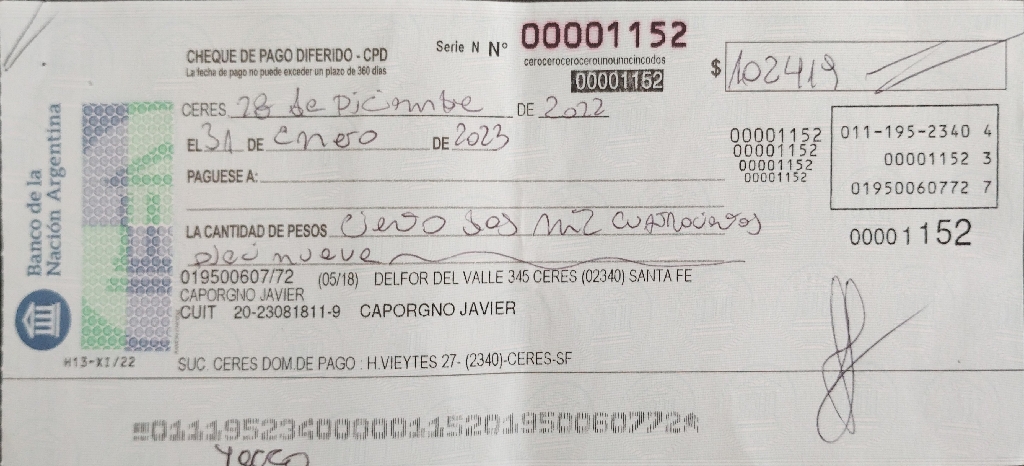 CHEQUE DE PAGO DIFERIDO - CPD
La fecha de pago no puede exceder un plazo de 360 días
Serie N Nº 00001152
cerocerocerocerounounocincodos
00001152
$ 102419
CERES 28 de Diciembre DE 2022
EL 31 DE Enero DE 2023
PAGUESE A:
LA CANTIDAD DE PESOS Ciento dos mil cuatrocientos
diecinueve
00001152
00001152
00001152
00001152
011-195-2340 4
00001152 3
01950060772 7
00001152
Banco de la
Nación Argentina
H13-XI/22
019500607/72 (05/18) DELFOR DEL VALLE 345 CERES (02340) SANTA FE
CAPORGNO JAVIER
CUIT 20-23081811-9 CAPORGNO JAVIER
SUC. CERES DOM.DE PAGO : H.VIEYTES 27- (2340)-CERES-SF
01119523400000115201950060772